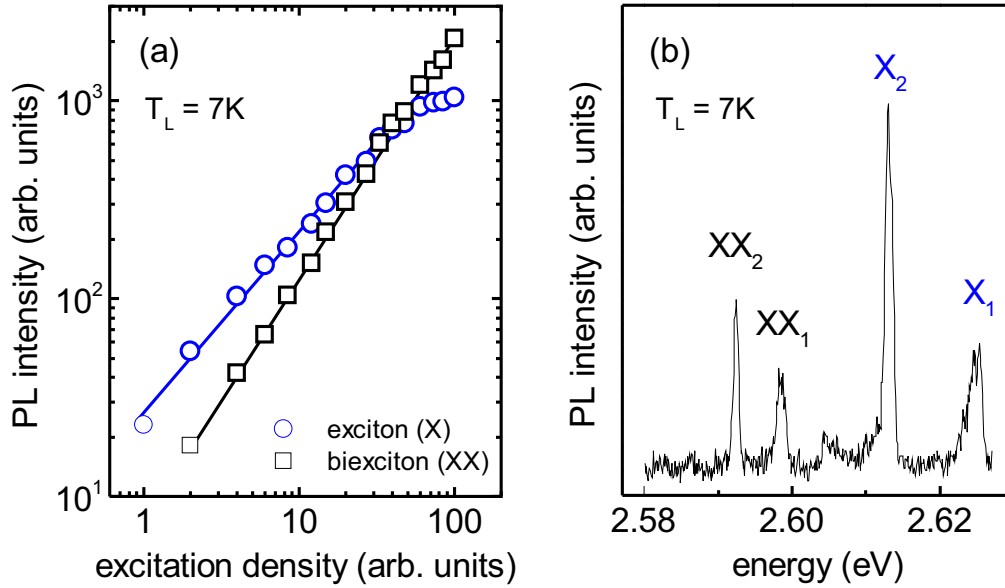 (a)
T_L = 7K
PL intensity (arb. units)
10^3
10^2
10^1
exciton (X)
biexciton (XX)
1
10
100
excitation density (arb. units)
(b)
T_L = 7K
PL intensity (arb. units)
X_2
XX_2
XX_1
X_1
2.58
2.60
2.62
energy (eV)